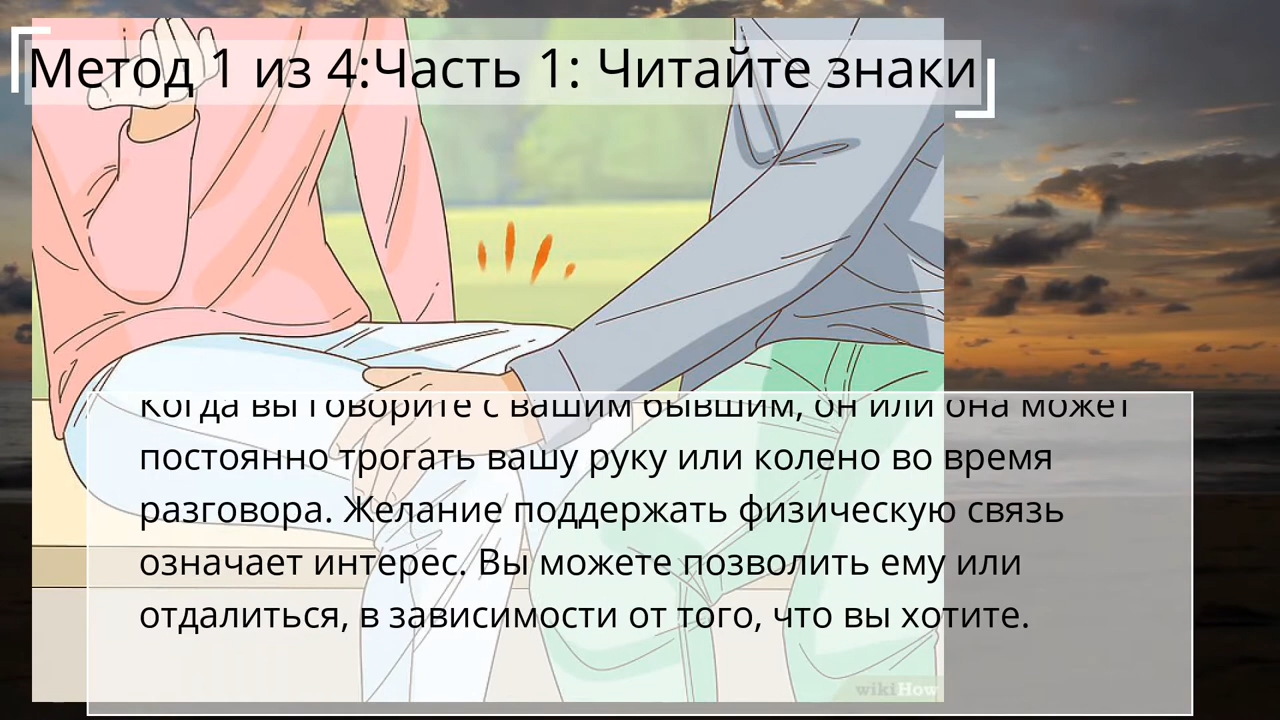 Метод 1 из 4:Часть 1: Читайте знаки
Когда вы говорите с вашим бывшим, он или она может
постоянно трогать вашу руку или колено во время
разговора. Желание поддержать физическую связь
означает интерес. Вы можете позволить ему или
отдалиться, в зависимости от того, что вы хотите.
wikiHow